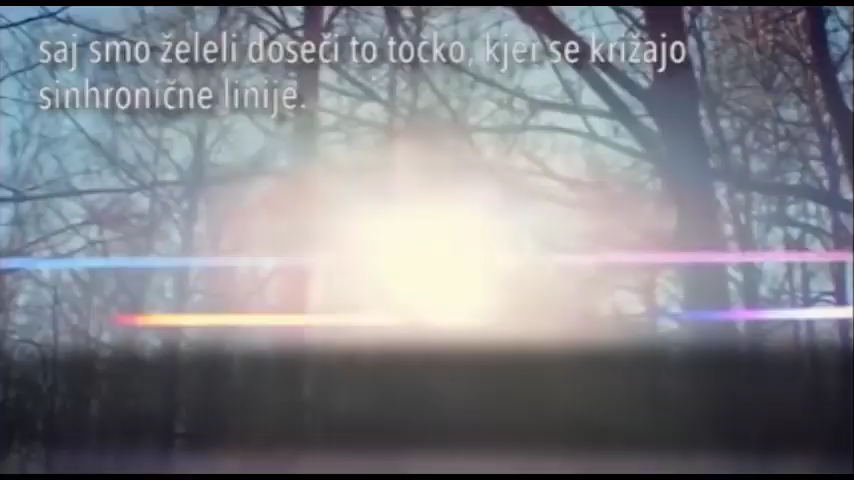 saj smo želeli doseči to točko, kjer se križajo
sinhronične linije.